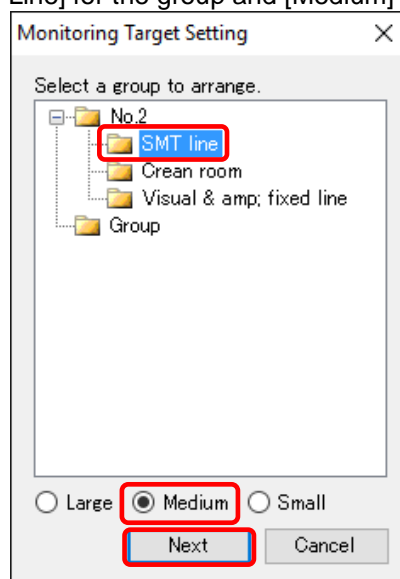 Line] for the group and [Medium]
Monitoring Target Setting
Select a group to arrange.
No.2
SMT line
Crean room
Visual & amp; fixed line
Group
Large Medium Small
Next Cancel